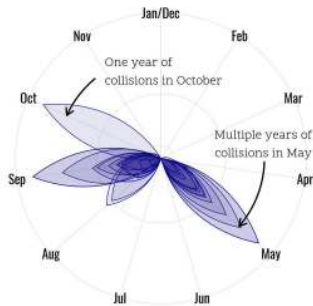 Jan/Dec
Nov
Feb
One year of
collisions in October
Oct
Mar
Multiple years of
collisions in May
Sep
Apr
Aug
May
Jul
Jun